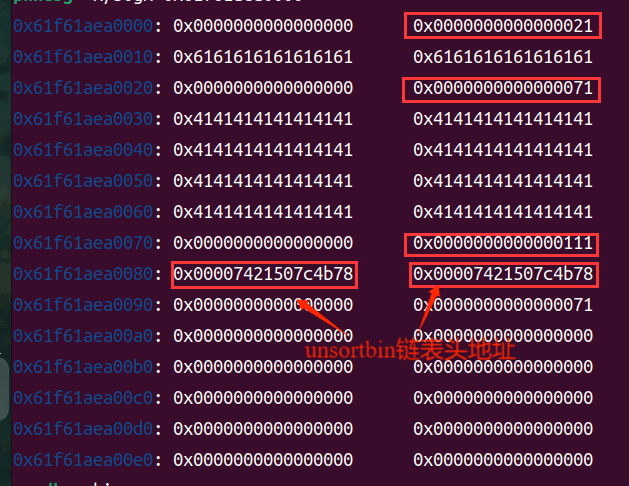 0x61f61aea0000: 0x0000000000000000 0x0000000000000021
0x61f61aea0010: 0x6161616161616161 0x6161616161616161
0x61f61aea0020: 0x0000000000000000 0x0000000000000071
0x61f61aea0030: 0x4141414141414141 0x4141414141414141
0x61f61aea0040: 0x4141414141414141 0x4141414141414141
0x61f61aea0050: 0x4141414141414141 0x4141414141414141
0x61f61aea0060: 0x4141414141414141 0x4141414141414141
0x61f61aea0070: 0x0000000000000000 0x0000000000000111
0x61f61aea0080: 0x00007421507c4b78 0x00007421507c4b78
0x61f61aea0090: 0x0000000000000000 0x0000000000000071
0x61f61aea00a0: 0x0000000000000000 0x0000000000000000
unsortbin链表头地址
0x61f61aea00b0: 0x0000000000000000 0x0000000000000000
0x61f61aea00c0: 0x0000000000000000 0x0000000000000000
0x61f61aea00d0: 0x0000000000000000 0x0000000000000000
0x61f61aea00e0: 0x0000000000000000 0x0000000000000000